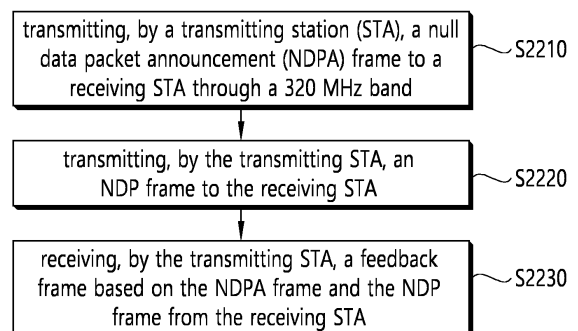 transmitting, by a transmitting station (STA), a null
data packet announcement (NDPA) frame to a
receiving STA through a 320 MHz band
S2210
transmitting, by the transmitting STA, an
NDP frame to the receiving STA
S2220
receiving, by the transmitting STA, a feedback
frame based on the NDPA frame and the NDP
frame from the receiving STA
S2230